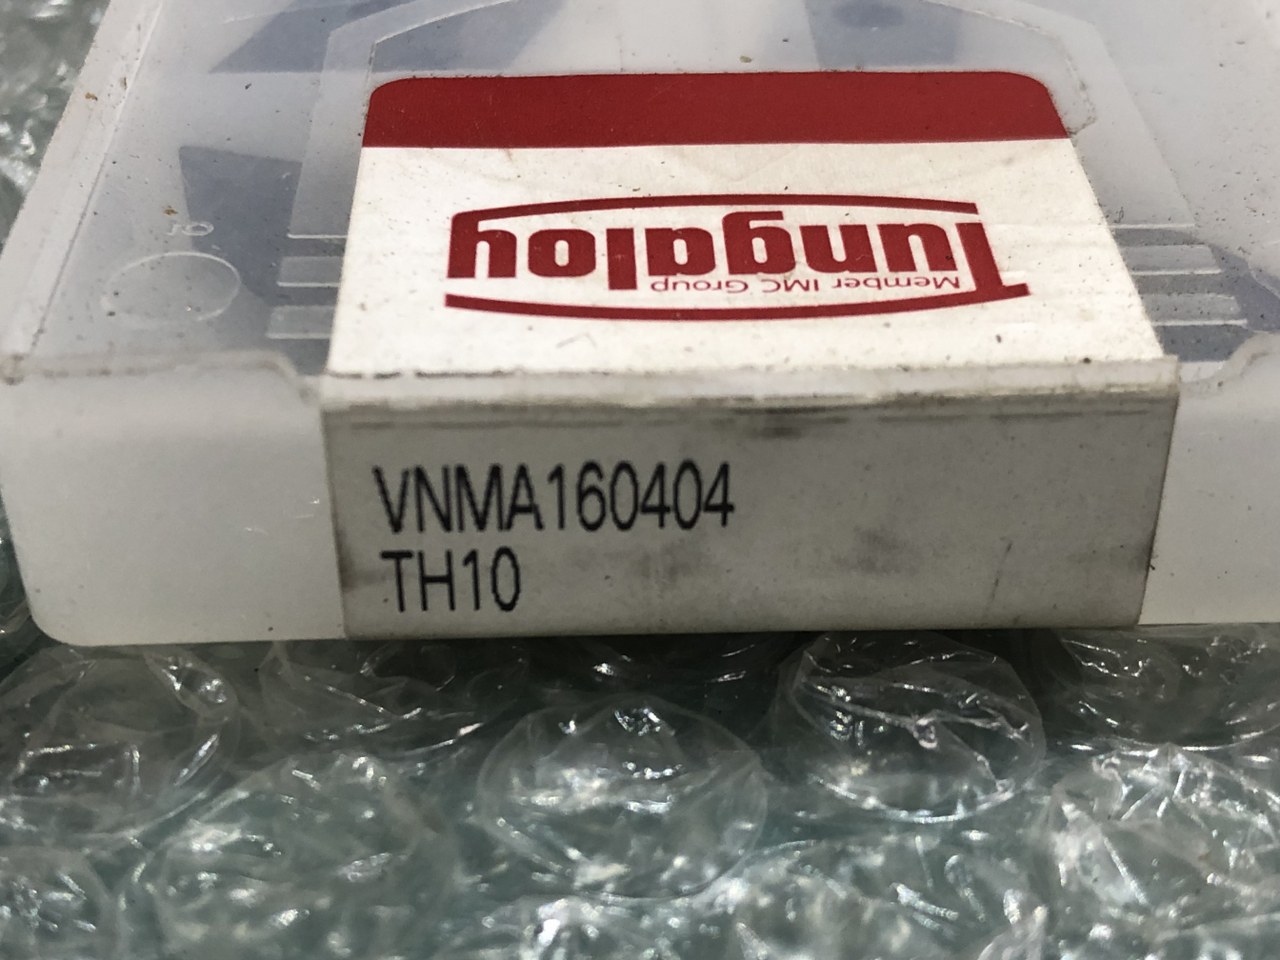 Tungaloy
Member IMC Group
VNMA160404
TH10